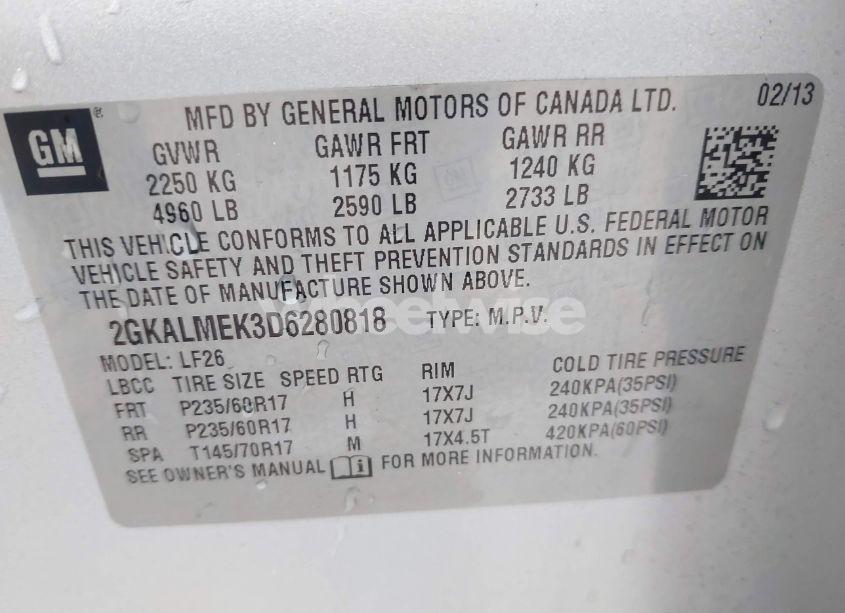 GM
®
MFD BY GENERAL MOTORS OF CANADA LTD.
02/13
GVWR GAWR FRT GAWR RR
2250 KG 1175 KG 1240 KG
4960 LB 2590 LB 2733 LB
THIS VEHICLE CONFORMS TO ALL APPLICABLE U.S. FEDERAL MOTOR
VEHICLE SAFETY AND THEFT PREVENTION STANDARDS IN EFFECT ON
THE DATE OF MANUFACTURE SHOWN ABOVE.
2GKALMEK3D6280818 TYPE: M.P.V.
wheelwise
MODEL: LF26
LBCC TIRE SIZE SPEED RTG RIM COLD TIRE PRESSURE
FRT P235/60R17 H 17X7J 240KPA(35PSI)
RR P235/60R17 H 17X7J 240KPA(35PSI)
SPA T145/70R17 M 17X4.5T 420KPA(60PSI)
SEE OWNER'S MANUAL i FOR MORE INFORMATION.